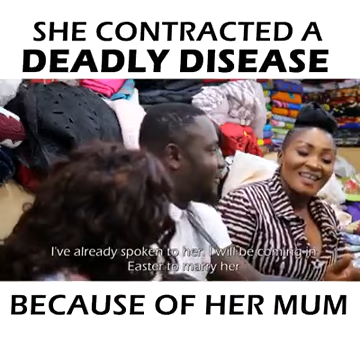 SHE CONTRACTED A
DEADLY DISEASE
I've already spoken to her. I will be coming in
Easter to marry her
BECAUSE OF HER MUM